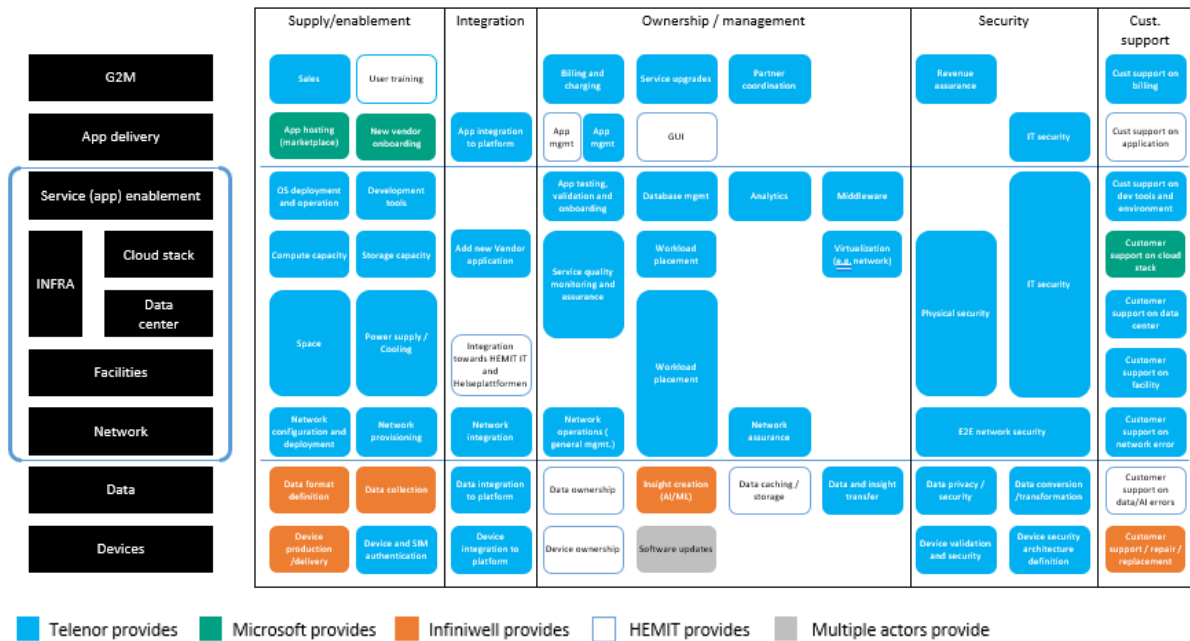 Supply/enablement
Integration
Ownership / management
Security
Cust.
support
G2M
Sales
User training
Billing and
charging
Service upgrades
Partner
coordination
Revenue
assurance
Cust support on
billing
App delivery
App hosting
(marketplace)
New vendor
onboarding
App integration
to platform
App
mgmt
App
mgmt
GUI
IT security
Cust support on
application
Service (app) enablement
OS deployment
and operation
Development
tools
App testing,
validation and
onboarding
Database mgmt
Analytics
Middleware
IT security
Cust support on
dev tools and
environment
INFRA
Cloud stack
Compute capacity
Storage capacity
Add new Vendor
application
Service quality
monitoring and
assurance
Workload
placement
Virtualization
(e.g. network)
Physical security
Customer
support on cloud
stack
Data
center
Space
Power supply /
Cooling
Integration
towards HEMIT IT
and
Helseplattformen
Workload
placement
Customer
support on data
center
Facilities
Customer
support on
facility
Network
Network
configuration and
deployment
Network
provisioning
Network
integration
Network
operations (
general mgmt.)
Network
assurance
E2E network security
Customer
support on
network error
Data
Data format
definition
Data collection
Data integration
to platform
Data ownership
Insight creation
(AI/ML)
Data caching /
storage
Data and insight
transfer
Data privacy /
security
Data conversion
/transformation
Customer
support on
data/AI errors
Devices
Device
production
/delivery
Device and SIM
authentication
Device
integration to
platform
Device ownership
Software updates
Device validation
and security
Device security
architecture
definition
Customer
support / repair /
replacement
Telenor provides
Microsoft provides
Infiniwell provides
HEMIT provides
Multiple actors provide